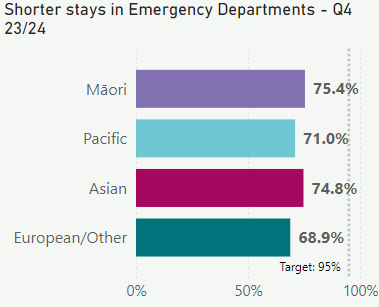 Shorter stays in Emergency Departments - Q4
23/24
Māori 75.4%
Pacific 71.0%
Asian 74.8%
European/Other 68.9%
Target: 95%
0% 50% 100%